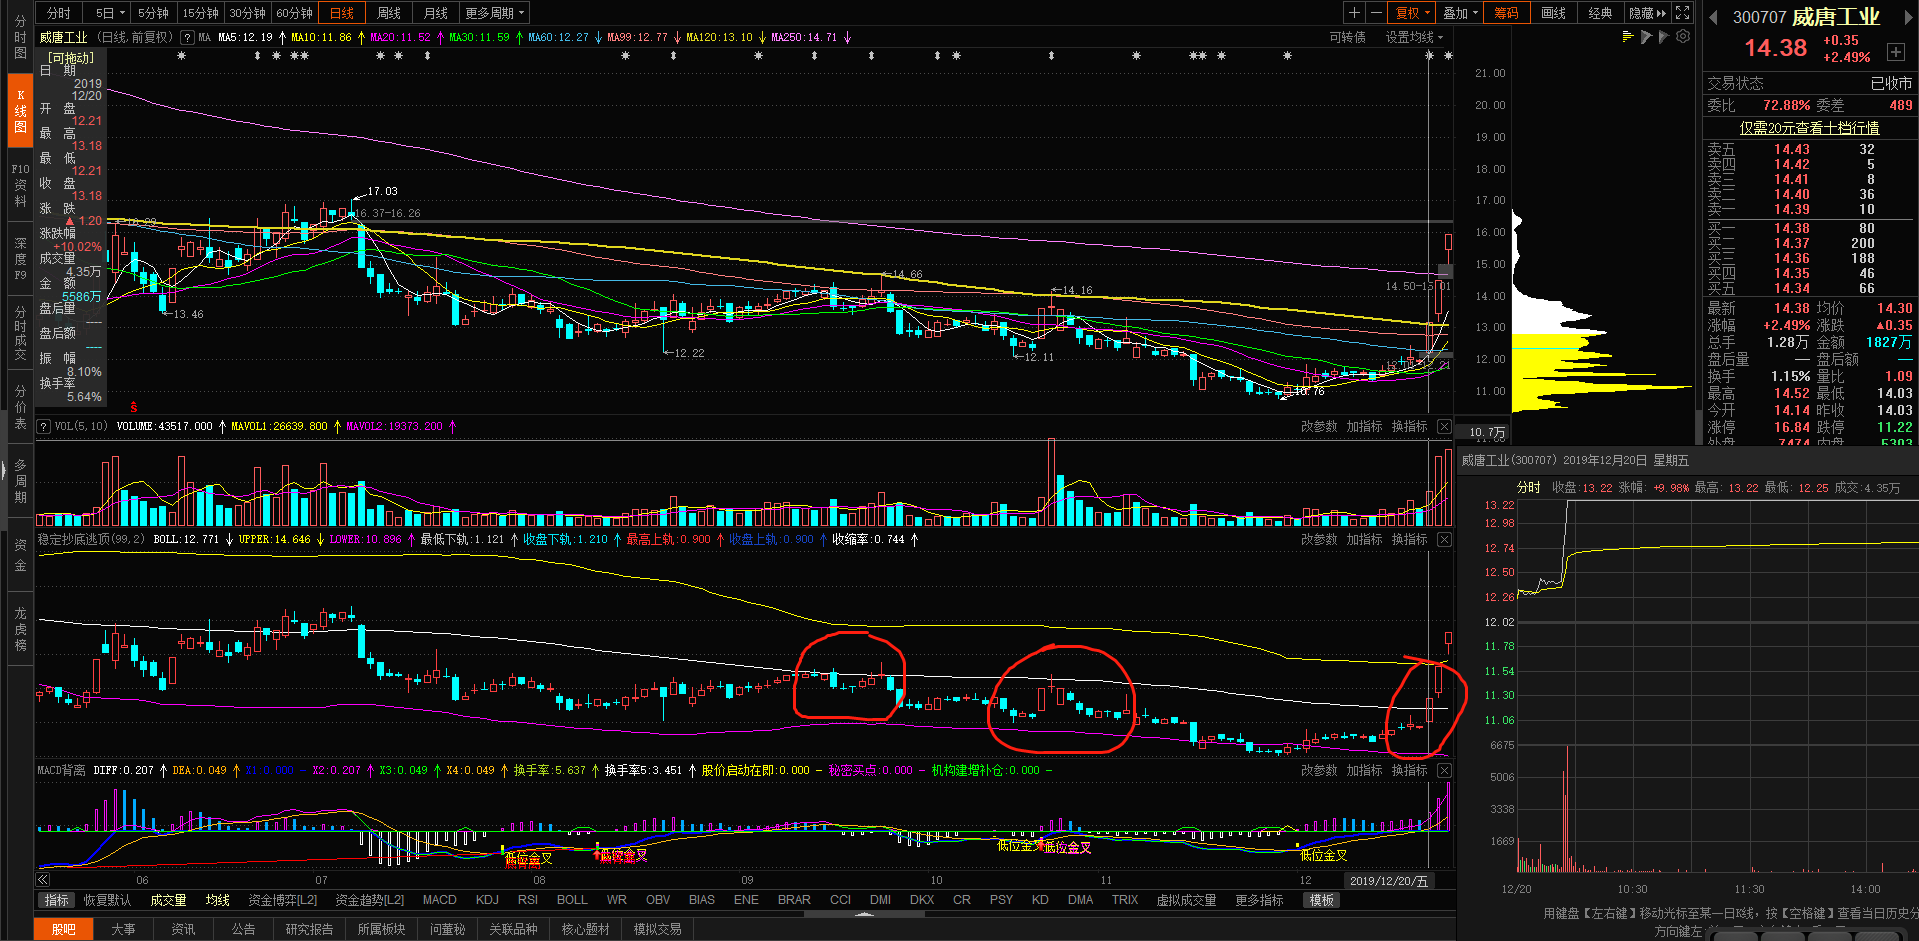 分时 5日 5分钟 15分钟 30分钟 60分钟 日线 周线 月线 更多周期
复权 叠加 筹码 画线 经典 隐藏
300707 威唐工业
14.38 +0.35 +2.49%
威唐工业 (日线,前复权) ? MA MA5:12.19 MA10:11.86 MA20:11.52 MA30:11.59 MA60:12.27 MA99:12.77 MA120:13.10 MA250:14.71
可转债 设置均线
分时图
K线图
F10资料
深度F9
分时成交
分价表
多周期
资金
龙虎榜
[可拖动]
日 期
2019
12/20
开 盘
12.21
最 高
13.18
最 低
12.21
收 盘
13.18
涨 跌
▲1.20
涨跌幅
+10.02%
成交量
4.35万
金 额
5586万
盘后量
----
盘后额
----
振 幅
8.10%
换手率
5.64%
17.03
16.37-16.26
13.46
12.22
14.66
14.16
12.11
10.76
14.50-15.01
21.00
20.00
19.00
18.00
17.00
16.00
15.00
14.00
13.00
12.00
11.00
? VOL(5,10) VOLUME:43517.000 MAVOL1:26639.800 MAVOL2:19373.200
改参数 加指标 换指标
10.7万
稳定抄底逃顶(99,2) BOLL:12.771 UPPER:14.646 LOWER:10.896 最低下轨:1.121 收盘下轨:1.210 最高上轨:0.900 收盘上轨:0.900 收缩率:0.744
改参数 加指标 换指标
MACD背离 DIFF:0.207 DEA:0.049 X1:0.000 X2:0.207 X3:0.049 X4:0.049 换手率:5.637 换手率5:3.451 股价启动在即:0.000 秘密买点:0.000 机构建增补仓:0.000
改参数 加指标 换指标
低位金叉
低位金叉
低位金叉
低位金叉
低位金叉
06 07 08 09 10 11 12 2019/12/20/五
指标 恢复默认 成交量 均线 资金博弈[L2] 资金趋势[L2] MACD KDJ RSI BOLL WR OBV BIAS ENE BRAR CCI DMI DKX CR PSY KD DMA TRIX 虚拟成交量 更多指标 模板
股吧 大事 资讯 公告 研究报告 所属板块 问董秘 关联品种 核心题材 模拟交易
交易状态 已收市
委比 72.88% 委差 489
仅需20元查看十档行情
卖五 14.43 32
卖四 14.42 5
卖三 14.41 8
卖二 14.40 36
卖一 14.39 10
买一 14.38 80
买二 14.37 200
买三 14.36 188
买四 14.35 46
买五 14.34 66
最新 14.38 均价 14.30
涨幅 +2.49% 涨跌 ▲0.35
总手 1.28万 金额 1827万
盘后量 — 盘后额 —
换手 1.15% 量比 1.09
最高 14.52 最低 14.03
今开 14.14 昨收 14.03
涨停 16.84 跌停 11.22
外盘 7474 内盘 5303
威唐工业(300707) 2019年12月20日 星期五
分时 收盘:13.22 涨幅: +9.98% 最高: 13.22 最低: 12.25 成交:4.35万
13.22
12.98
12.74
12.50
12.26
12.02
11.78
11.54
11.30
11.06
6675
5006
3338
1669
12/20 10:30 11:30 14:00
用键盘【左右键】移动光标至某一日K线，按【空格键】查看当日历史分
方向键左